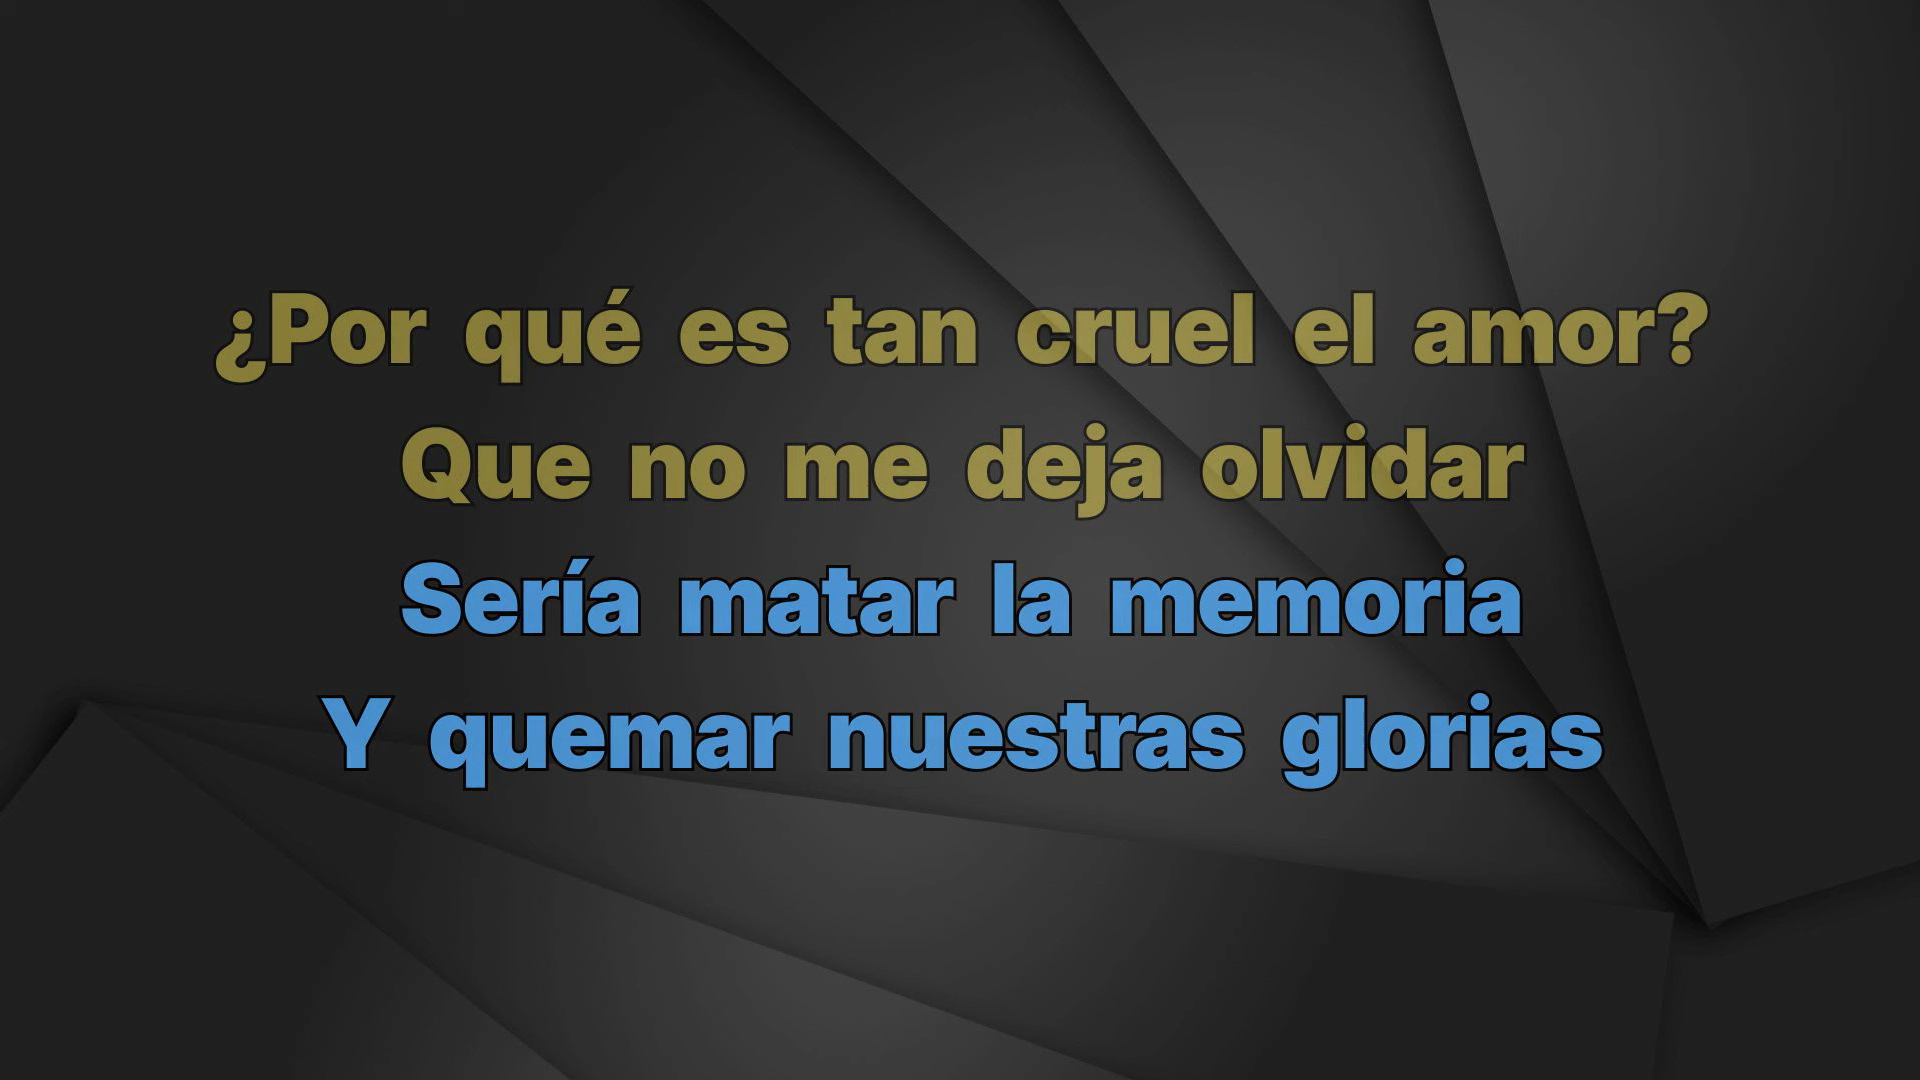 ¿Por qué es tan cruel el amor?
Que no me deja olvidar
Sería matar la memoria
Y quemar nuestras glorias